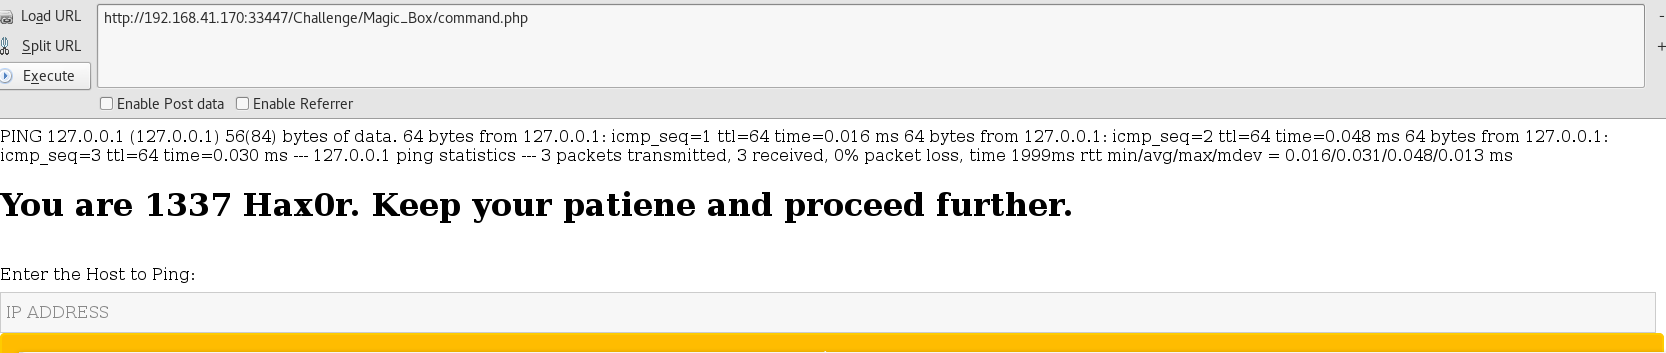 Load URL
http://192.168.41.170:33447/Challenge/Magic_Box/command.php
Split URL
Execute
Enable Post data Enable Referrer
PING 127.0.0.1 (127.0.0.1) 56(84) bytes of data. 64 bytes from 127.0.0.1: icmp_seq=1 ttl=64 time=0.016 ms 64 bytes from 127.0.0.1: icmp_seq=2 ttl=64 time=0.048 ms 64 bytes from 127.0.0.1:
icmp_seq=3 ttl=64 time=0.030 ms --- 127.0.0.1 ping statistics --- 3 packets transmitted, 3 received, 0% packet loss, time 1999ms rtt min/avg/max/mdev = 0.016/0.031/0.048/0.013 ms
You are 1337 Hax0r. Keep your patiene and proceed further.
Enter the Host to Ping:
IP ADDRESS